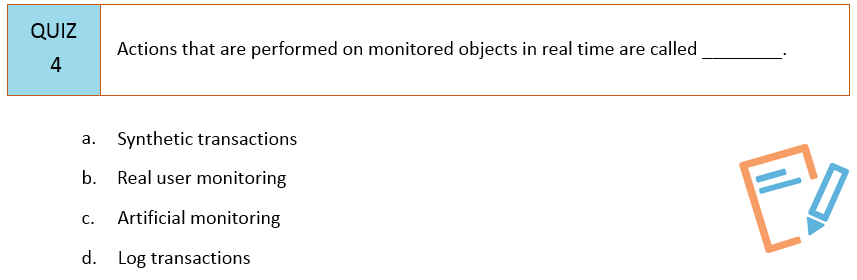 QUIZ
4
Actions that are performed on monitored objects in real time are called _________.
a. Synthetic transactions
b. Real user monitoring
c. Artificial monitoring
d. Log transactions